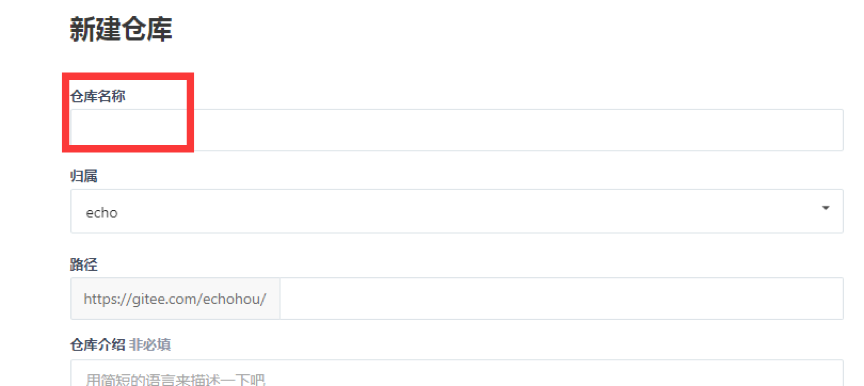 新建仓库
仓库名称
归属
echo
路径
https://gitee.com/echohou/
仓库介绍 非必填
用简短的语言来描述一下吧